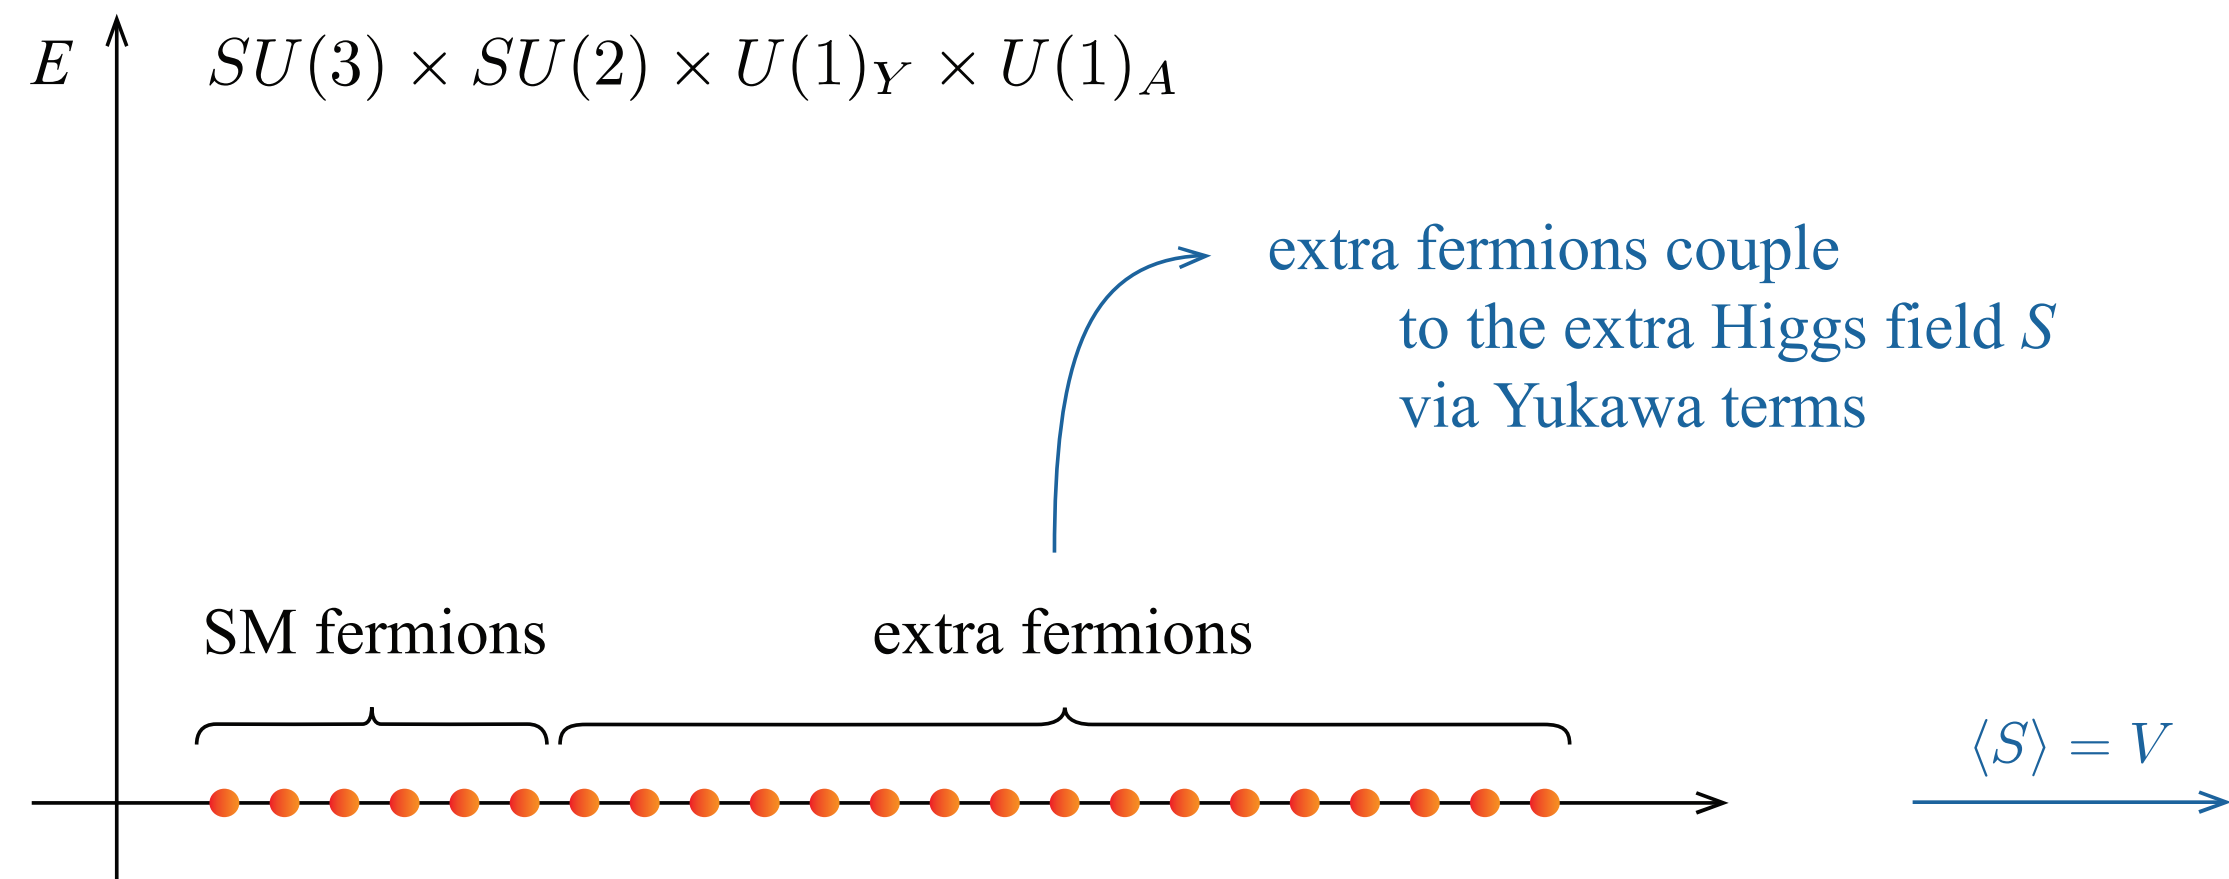 E
SU(3) × SU(2) × U(1)_Y × U(1)_A
extra fermions couple
to the extra Higgs field S
via Yukawa terms
SM fermions
extra fermions
⟨S⟩ = V